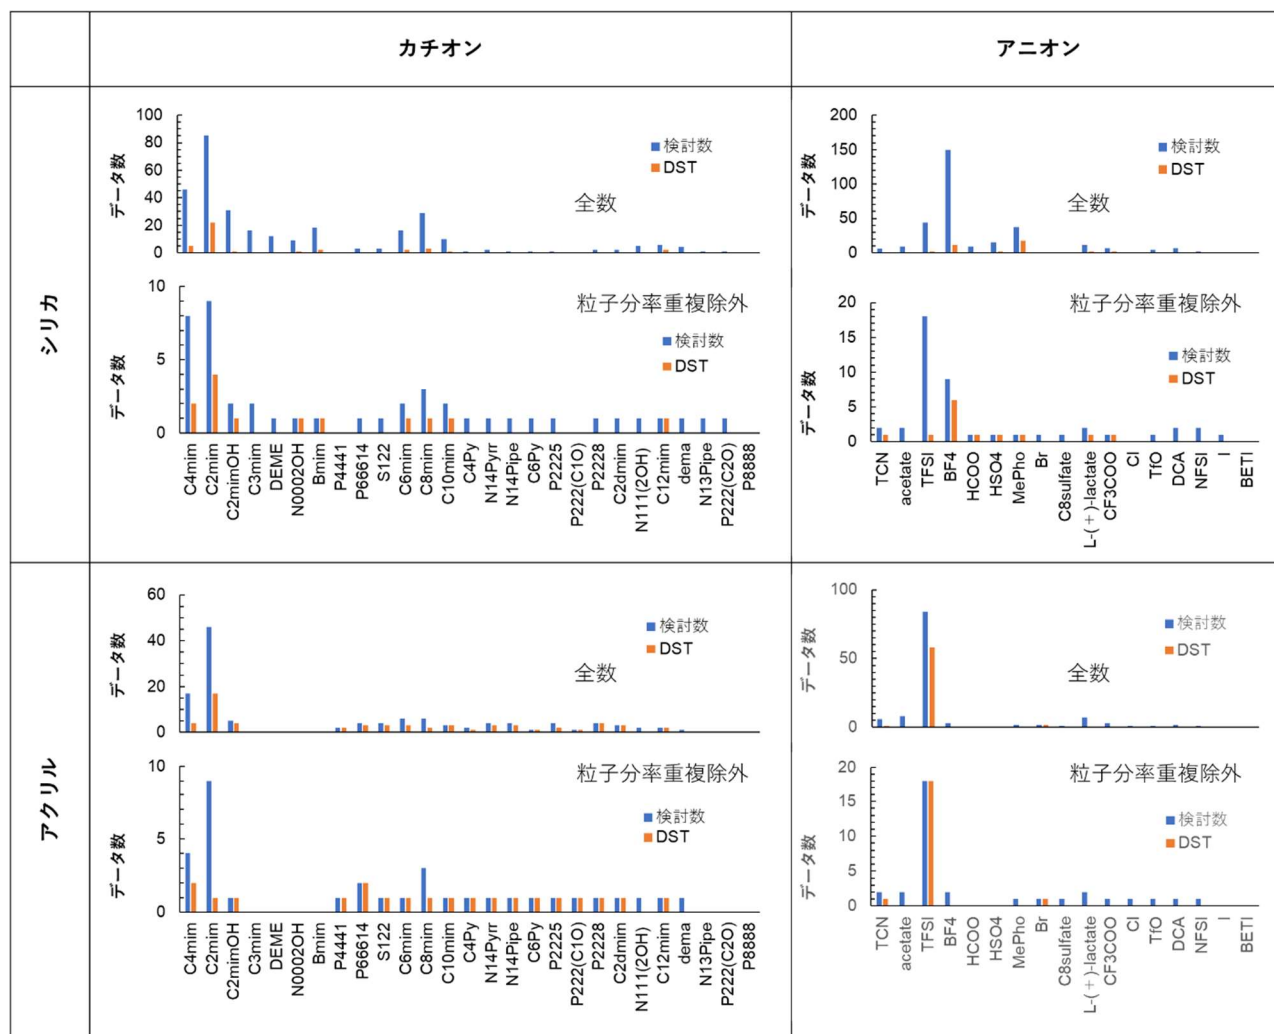 カチオン
アニオン
シリカ
データ数
100
80
60
40
20
0
検討数
DST
全数
データ数
10
5
0
粒子分率重複除外
検討数
DST
C4mim
C2mim
C2mimOH
C3mim
DEME
N0002OH
Bmim
P4441
P66614
S122
C6mim
C8mim
C10mim
C4Py
N14Pyrr
N14Pipe
C6Py
P2225
P222(C1O)
P2228
C2dmim
N111(2OH)
C12mim
dema
N13Pipe
P222(C2O)
P8888
データ数
200
150
100
50
0
検討数
DST
全数
データ数
20
15
10
5
0
粒子分率重複除外
検討数
DST
TCN
acetate
TFSI
BF4
HCOO
HSO4
MePho
Br
C8sulfate
L-(+)-lactate
CF3COO
Cl
TfO
DCA
NFSI
I
BETI
アクリル
データ数
60
40
20
0
検討数
DST
全数
データ数
10
5
0
粒子分率重複除外
検討数
DST
C4mim
C2mim
C2mimOH
C3mim
DEME
N0002OH
Bmim
P4441
P66614
S122
C6mim
C8mim
C10mim
C4Py
N14Pyrr
N14Pipe
C6Py
P2225
P222(C1O)
P2228
C2dmim
N111(2OH)
C12mim
dema
N13Pipe
P222(C2O)
P8888
データ数
100
50
0
検討数
DST
全数
データ数
20
15
10
5
0
粒子分率重複除外
検討数
DST
TCN
acetate
TFSI
BF4
HCOO
HSO4
MePho
Br
C8sulfate
L-(+)-lactate
CF3COO
Cl
TfO
DCA
NFSI
I
BETI